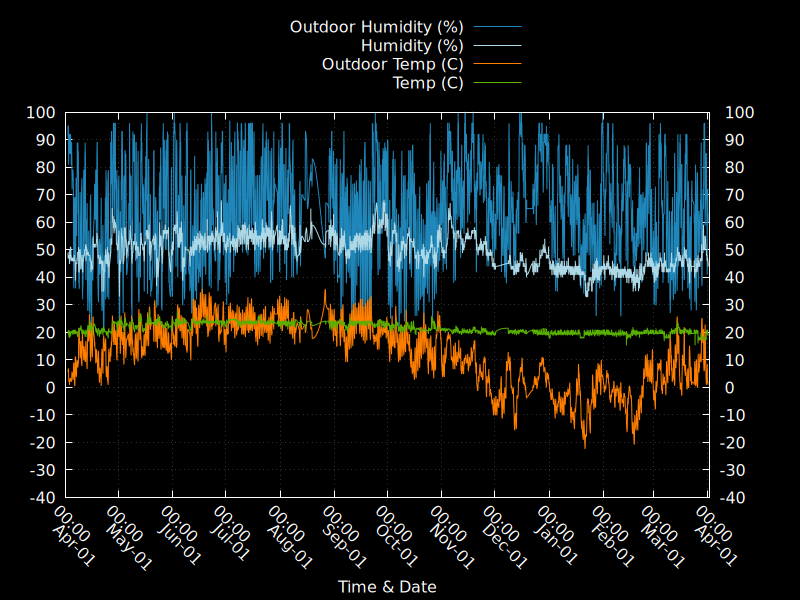 Outdoor Humidity (%)
Humidity (%)
Outdoor Temp (C)
Temp (C)
100 100
90 90
80 80
70 70
60 60
50 50
40 40
30 30
20 20
10 10
0 0
-10 -10
-20 -20
-30 -30
-40 -40
00:00
Apr-01
00:00
May-01
00:00
Jun-01
00:00
Jul-01
00:00
Aug-01
00:00
Sep-01
00:00
Oct-01
00:00
Nov-01
00:00
Dec-01
00:00
Jan-01
00:00
Feb-01
00:00
Mar-01
00:00
Apr-01
Time & Date